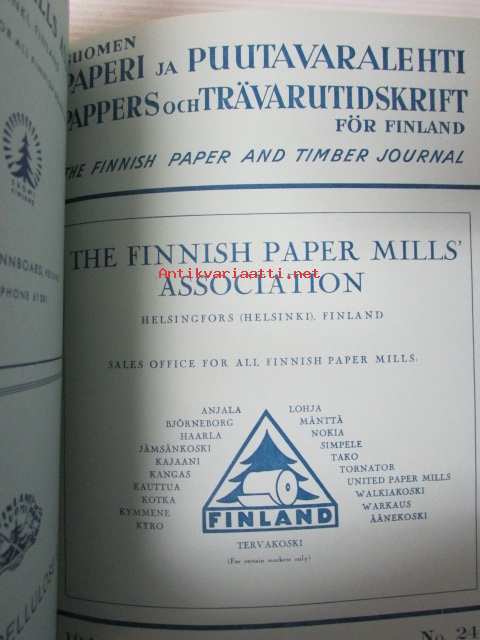 SUOMEN
PAPERI JA PUUTAVARALEHTI
PAPPERS OCH TRÄVARUTIDSKRIFT
FÖR FINLAND
THE FINNISH PAPER AND TIMBER JOURNAL
THE FINNISH PAPER MILLS'
ASSOCIATION
Antikvariaatti.net
HELSINGFORS (HELSINKI), FINLAND
SALES OFFICE FOR ALL FINNISH PAPER MILLS:
ANJALA
BJÖRNEBORG
HAARLA
JÄMSÄNKOSKI
KAJAANI
KANGAS
KAUTTUA
KOTKA
KYMMENE
KYRO
LOHJA
MÄNTTÄ
NOKIA
SIMPELE
TAKO
TORNATOR
UNITED PAPER MILLS
WALKIAKOSKI
WARKAUS
ÄÄNEKOSKI
FINLAND
TERVAKOSKI
(For certain markets only)
No. 24
SUOMI
FINLAND